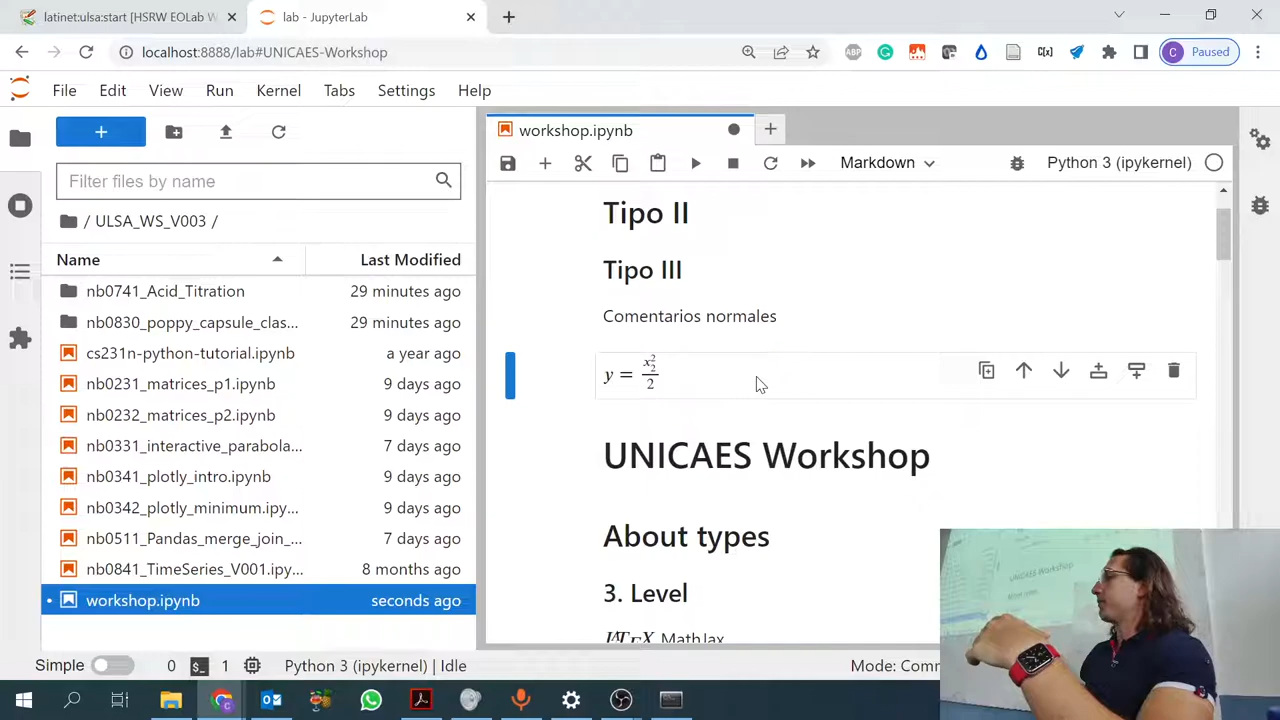 latinet:ulsa:start [HSRW EOLab W
lab - JupyterLab
localhost:8888/lab#UNICAES-Workshop
ABP
C[x]
C
Paused
File Edit View Run Kernel Tabs Settings Help
workshop.ipynb
Filter files by name
Markdown
Python 3 (ipykernel)
/ ULSA_WS_V003 /
Name
Last Modified
nb0741_Acid_Titration 29 minutes ago
nb0830_poppy_capsule_clas... 29 minutes ago
cs231n-python-tutorial.ipynb a year ago
nb0231_matrices_p1.ipynb 9 days ago
nb0232_matrices_p2.ipynb 9 days ago
nb0331_interactive_parabola... 7 days ago
nb0341_plotly_intro.ipynb 9 days ago
nb0342_plotly_minimum.ipy... 9 days ago
nb0511_Pandas_merge_join_... 7 days ago
nb0841_TimeSeries_V001.ipy... 8 months ago
workshop.ipynb seconds ago
Tipo II
Tipo III
Comentarios normales
y = x₂²/2
UNICAES Workshop
About types
3. Level
LATEX MathJax
UNICAES Workshop
Simple 0 1 Python 3 (ipykernel) | Idle
Mode: Comm